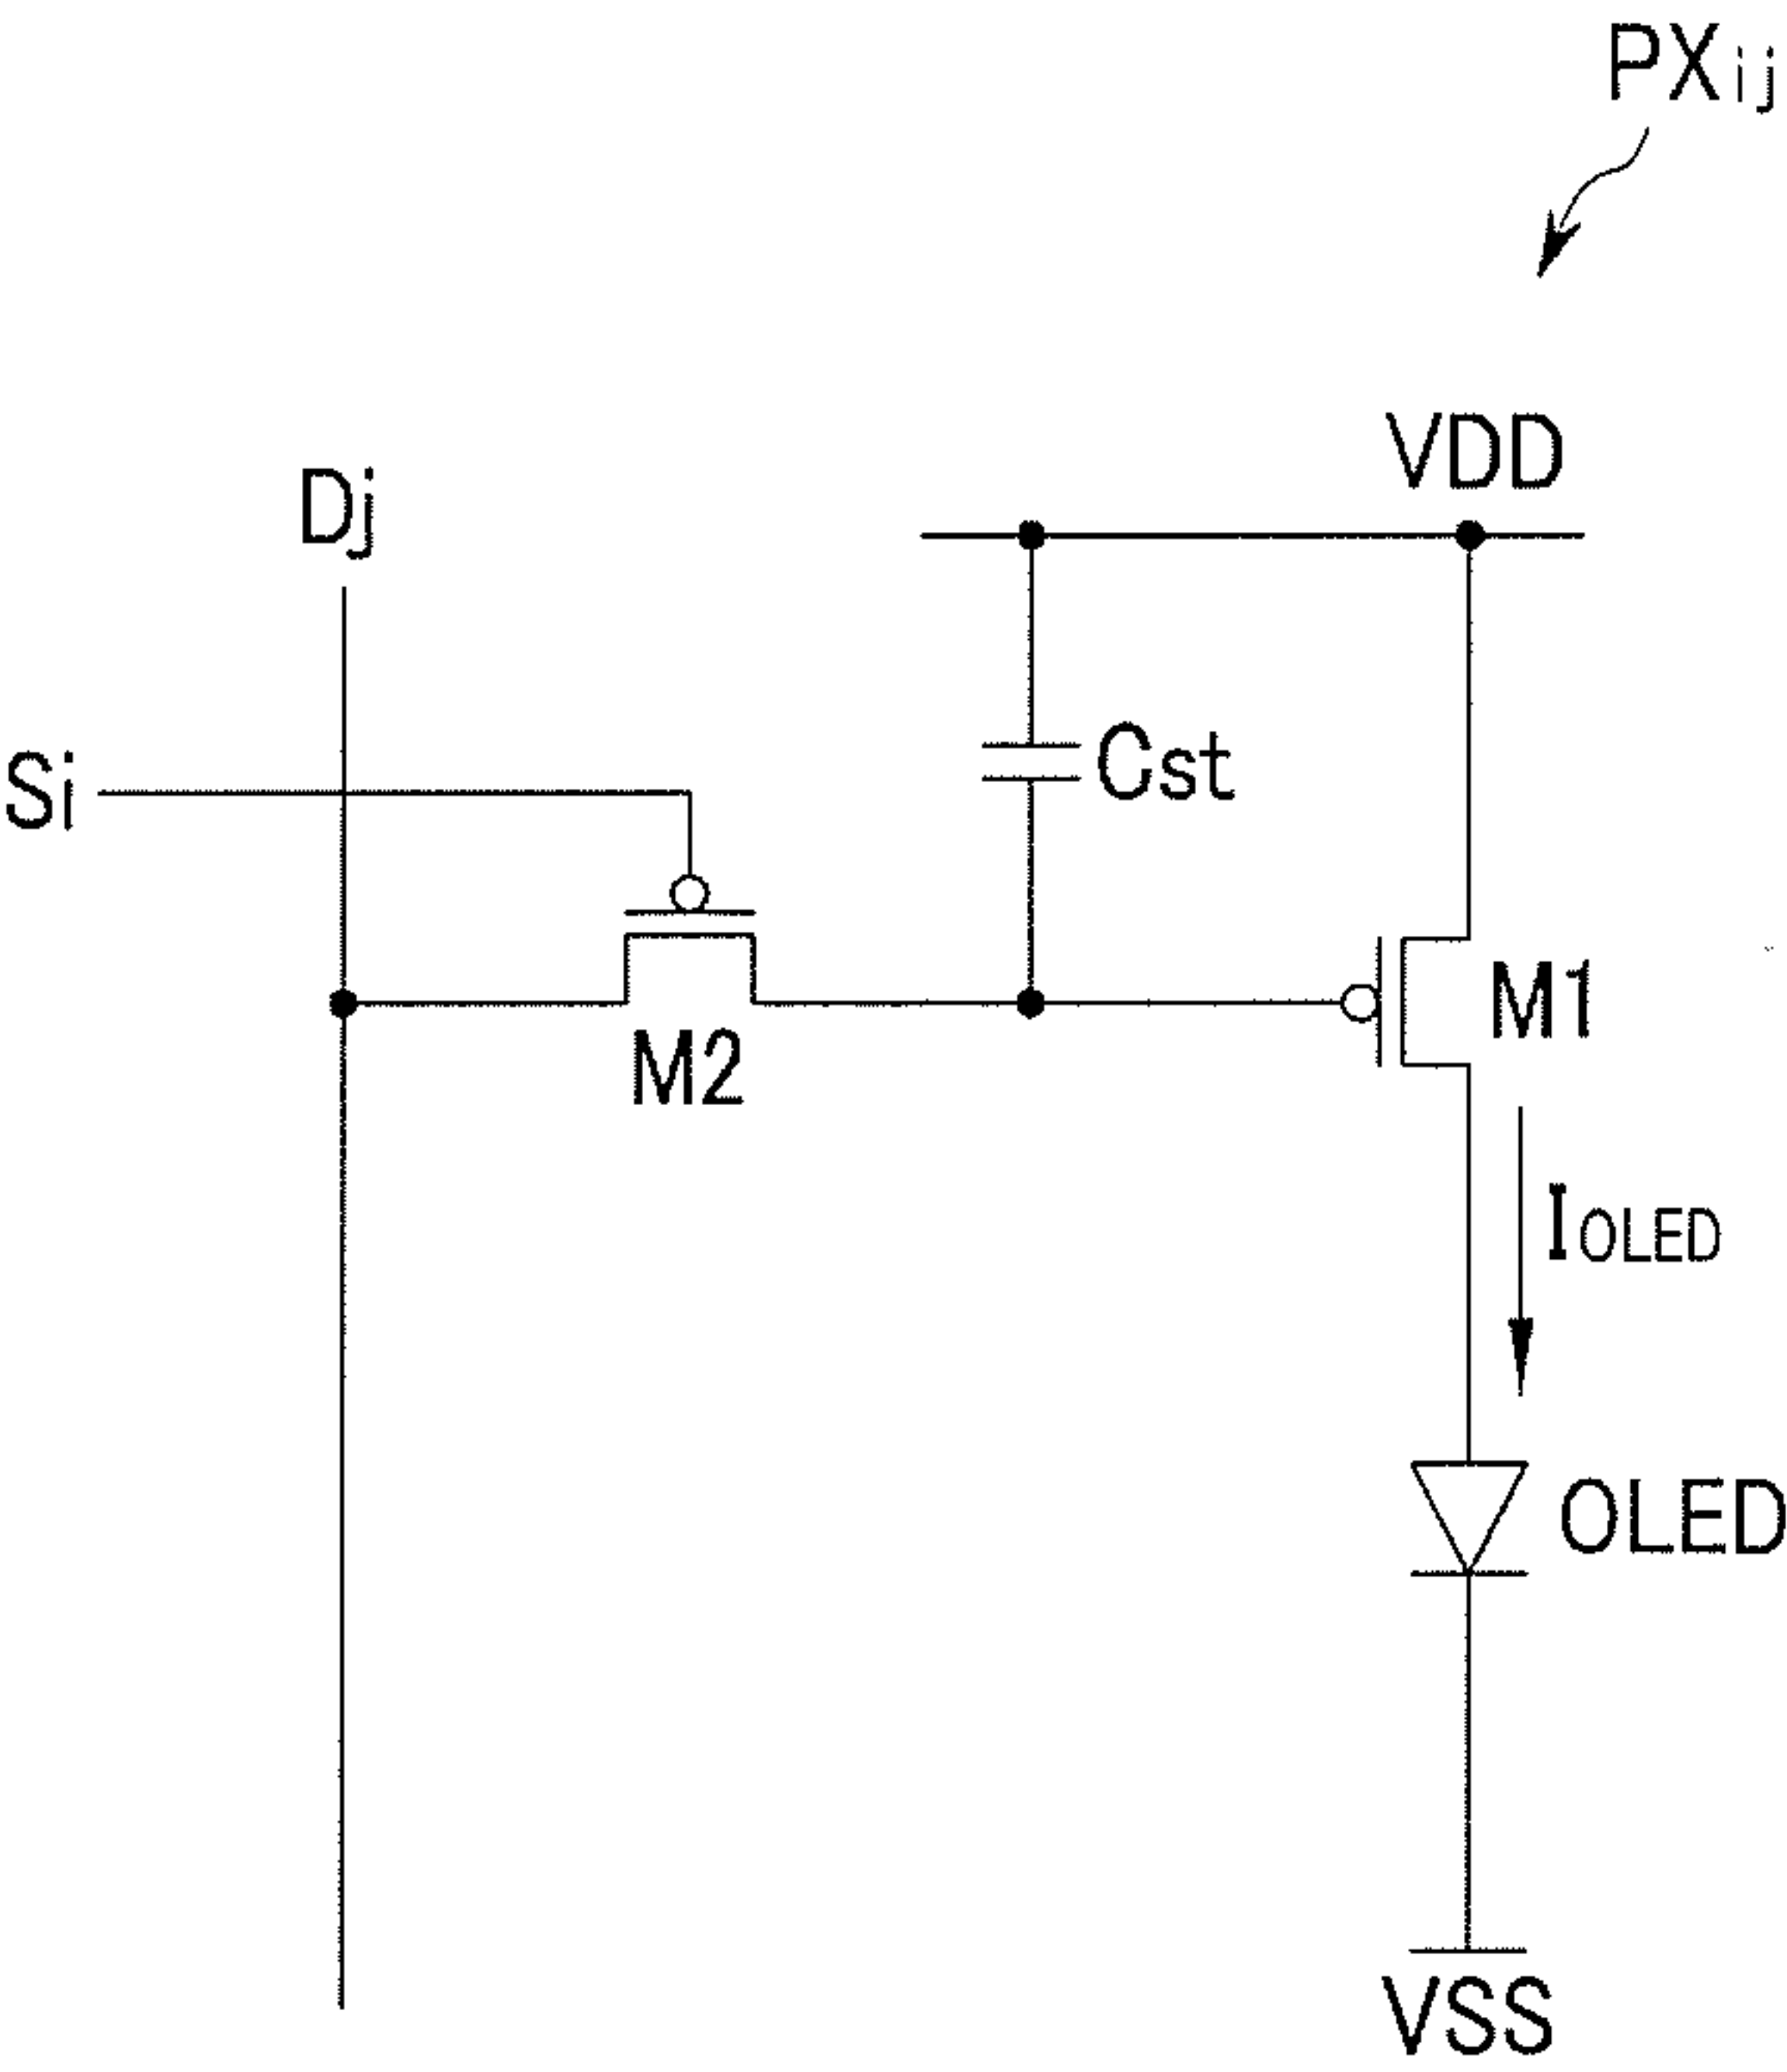 PXij
VDD
Dj
Cst
Si
M1
M2
IOLED
OLED
VSS